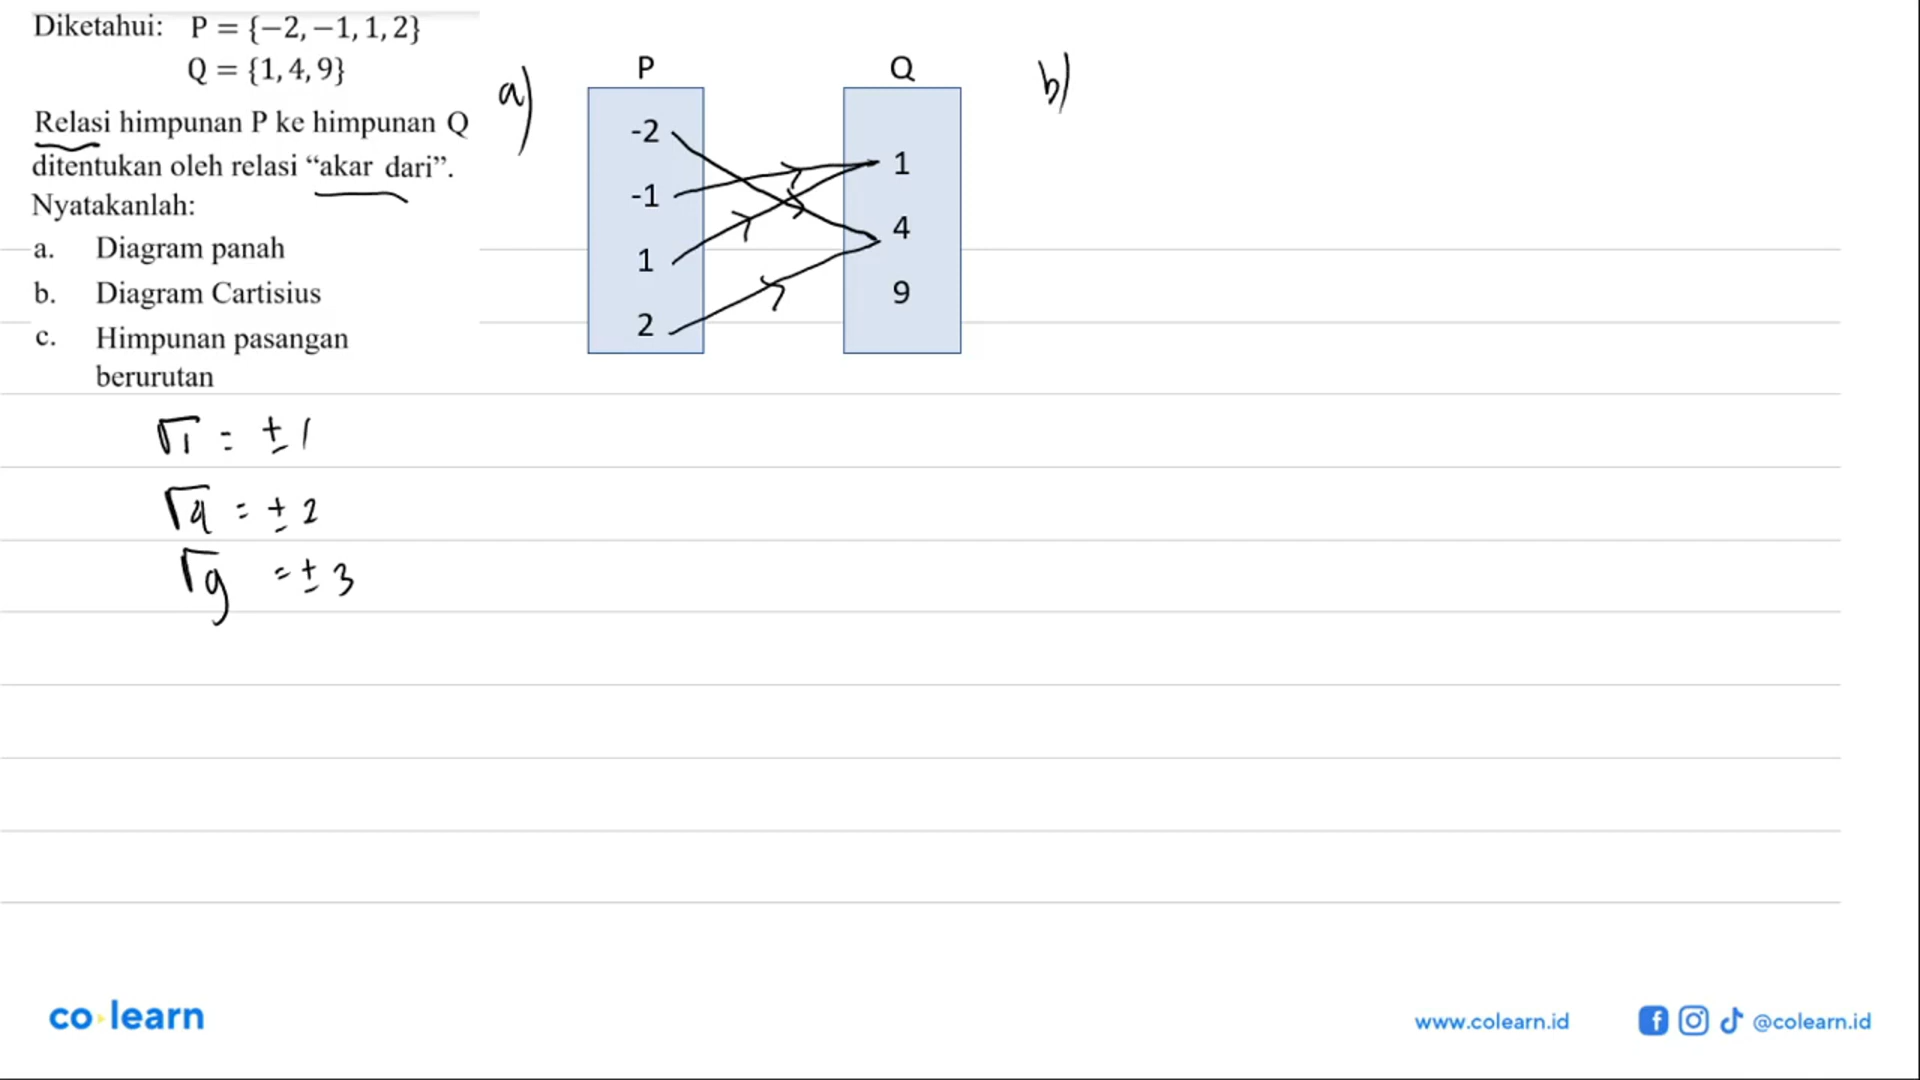 Diketahui: P = {−2, −1, 1, 2}
Q = {1, 4, 9}
Relasi himpunan P ke himpunan Q
ditentukan oleh relasi “akar dari”.
Nyatakanlah:
a. Diagram panah
b. Diagram Cartisius
c. Himpunan pasangan
berurutan
√1 = ± 1
√4 = ± 2
√9 = ± 3
a)
P Q
-2
-1
1
2
1
4
9
b)
co learn
www.colearn.id
@colearn.id